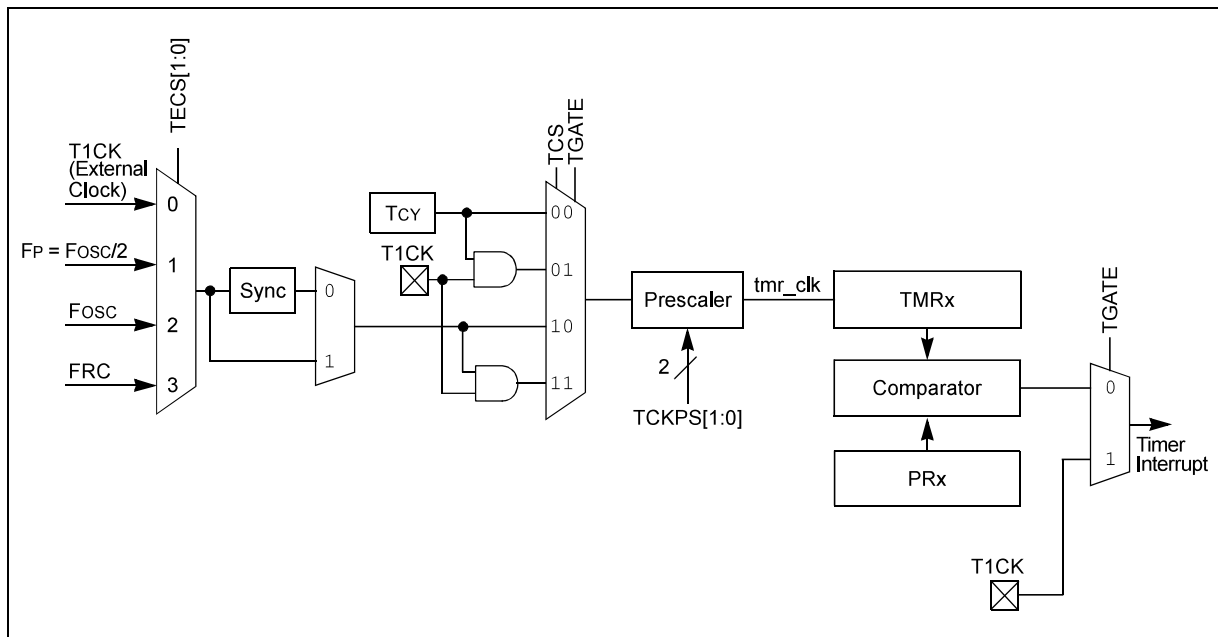 TECS[1:0]
T1CK
(External
Clock)
0
FP = FOSC/2
1
FOSC
2
FRC
3
Sync
0
1
TCY
T1CK
TCS
TGATE
00
01
10
11
Prescaler
2
TCKPS[1:0]
tmr_clk
TMRx
Comparator
PRx
TGATE
0
1
Timer
Interrupt
T1CK